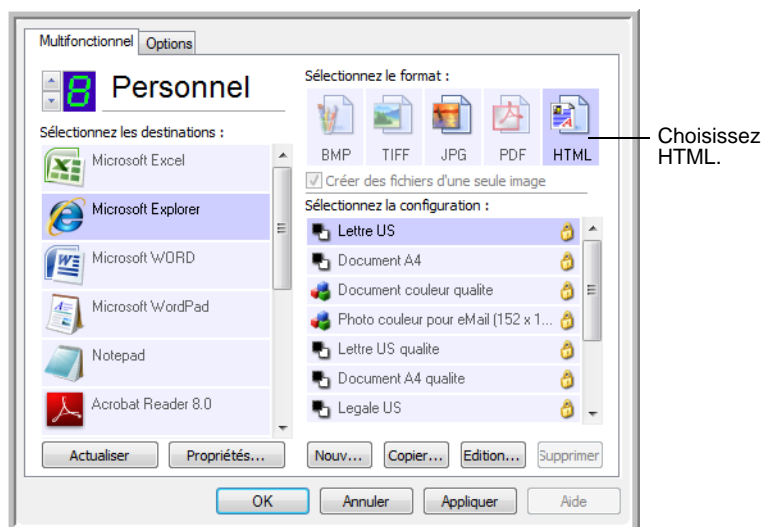 Multifonctionnel
Options
8
Personnel
Sélectionnez les destinations :
Microsoft Excel
Microsoft Explorer
Microsoft WORD
Microsoft WordPad
Notepad
Acrobat Reader 8.0
Actualiser
Propriétés...
Sélectionnez le format :
BMP
TIFF
JPG
PDF
HTML
Créer des fichiers d'une seule image
Sélectionnez la configuration :
Lettre US
Document A4
Document couleur qualite
Photo couleur pour eMail (152 x 1...
Lettre US qualite
Document A4 qualite
Legale US
Nouv...
Copier...
Edition...
Supprimer
OK
Annuler
Appliquer
Aide
Choisissez
HTML.